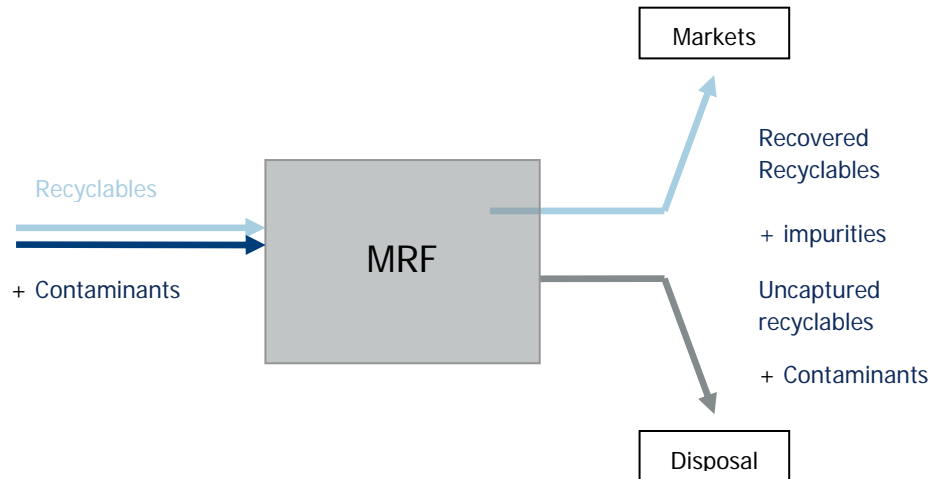 Markets
Recovered
Recyclables
Recyclables
+ impurities
MRF
+ Contaminants
Uncaptured
recyclables
+ Contaminants
Disposal